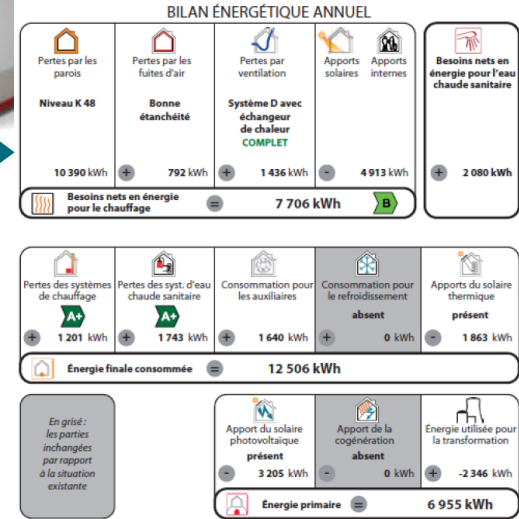 BILAN ÉNERGÉTIQUE ANNUEL
Pertes par les
parois
Niveau K 48
10 390 kWh
Pertes par les
fuites d'air
Bonne
étanchéité
+ 792 kWh
Pertes par
ventilation
Système D avec
échangeur
de chaleur
COMPLET
+ 1 436 kWh
Apports
solaires
Apports
internes
- 4 913 kWh
Besoins nets en
énergie pour l'eau
chaude sanitaire
+ 2 080 kWh
Besoins nets en énergie
pour le chauffage
= 7 706 kWh
B
Pertes des systèmes
de chauffage
A+
+ 1 201 kWh
Pertes des syst. d'eau
chaude sanitaire
A+
+ 1 743 kWh
Consommation pour
les auxiliaires
+ 1 640 kWh
Consommation pour
le refroidissement
absent
+ 0 kWh
Apports du solaire
thermique
présent
- 1 863 kWh
Énergie finale consommée = 12 506 kWh
En grisé :
les parties
inchangées
par rapport
à la situation
existante
Apport du solaire
photovoltaïque
présent
- 3 205 kWh
Apport de la
cogénération
absent
- 0 kWh
Énergie utilisée pour
la transformation
+ -2 346 kWh
Énergie primaire = 6 955 kWh